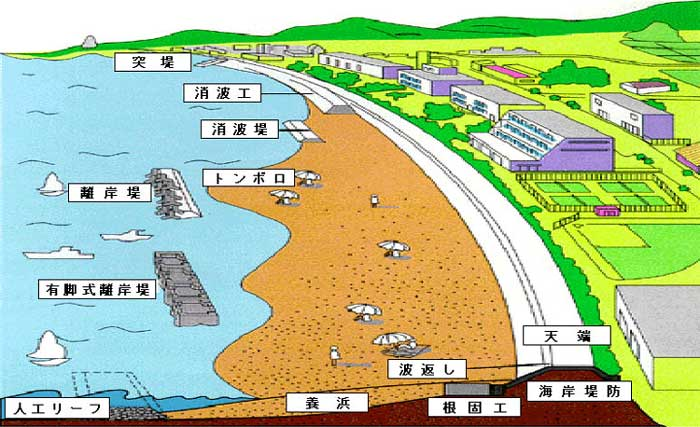 突堤
消波工
消波堤
トンボロ
離岸堤
有脚式離岸堤
天端
波返し
海岸堤防
義浜
根固工
人工リーフ